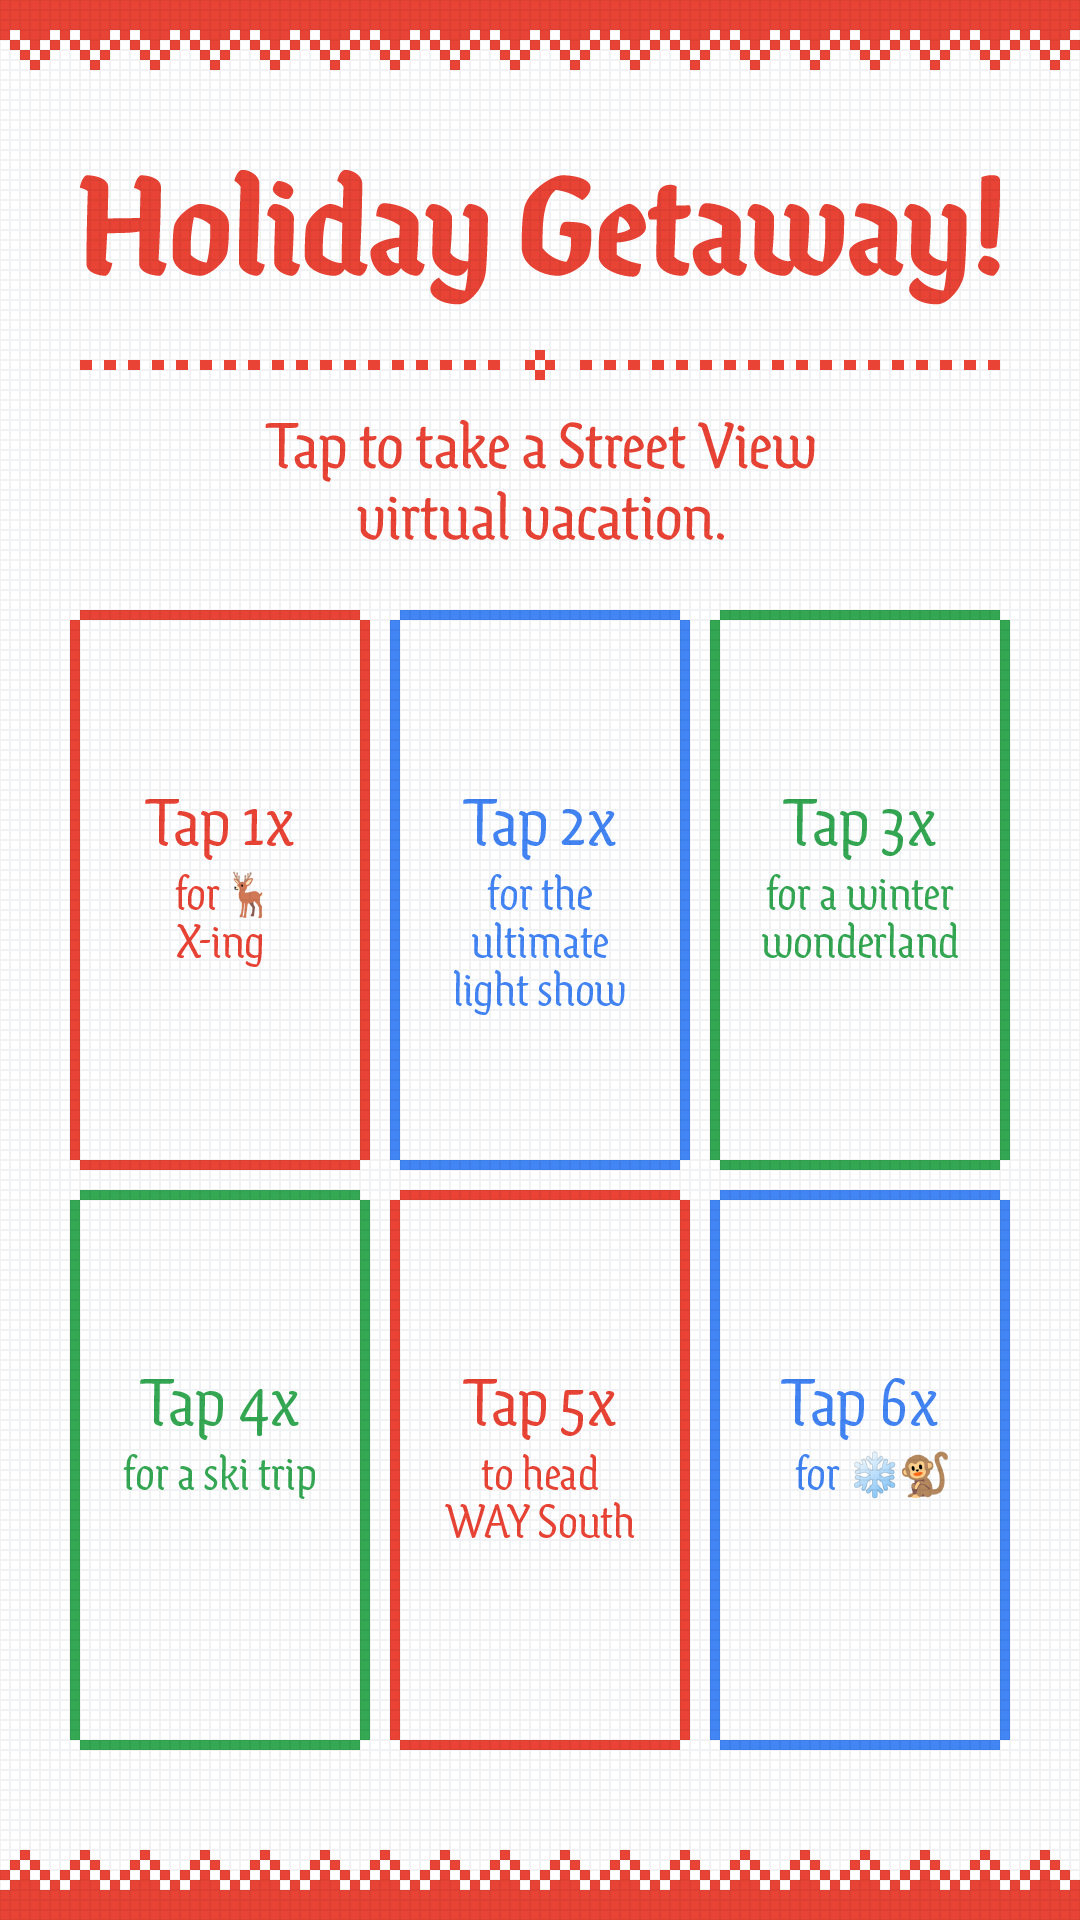 Holiday Getaway!
Tap to take a Street View
virtual vacation.
Tap 1x
for 🦌
X-ing
Tap 2x
for the
ultimate
light show
Tap 3x
for a winter
wonderland
Tap 4x
for a ski trip
Tap 5x
to head
WAY South
Tap 6x
for ❄️🐒